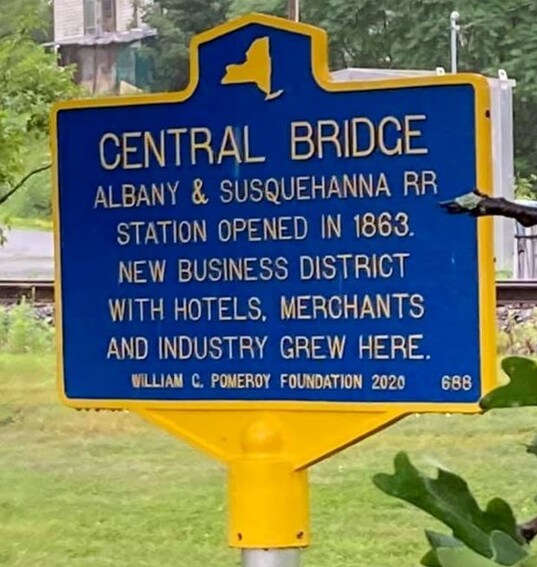 CENTRAL BRIDGE
ALBANY & SUSQUEHANNA RR
STATION OPENED IN 1863.
NEW BUSINESS DISTRICT
WITH HOTELS, MERCHANTS
AND INDUSTRY GREW HERE.
WILLIAM G. POMEROY FOUNDATION 2020 688